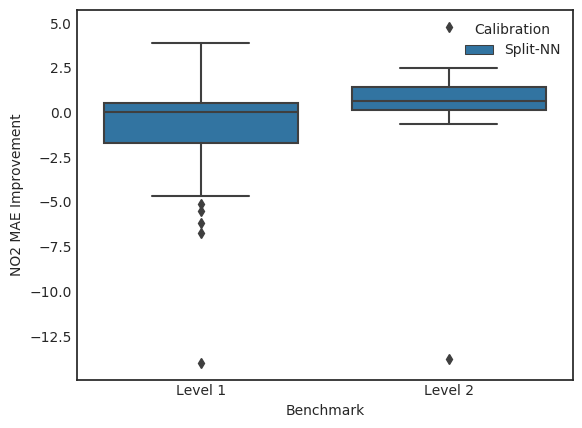 5.0
2.5
0.0
−2.5
−5.0
−7.5
−10.0
−12.5
NO2 MAE Improvement
Calibration
Split-NN
Level 1
Level 2
Benchmark